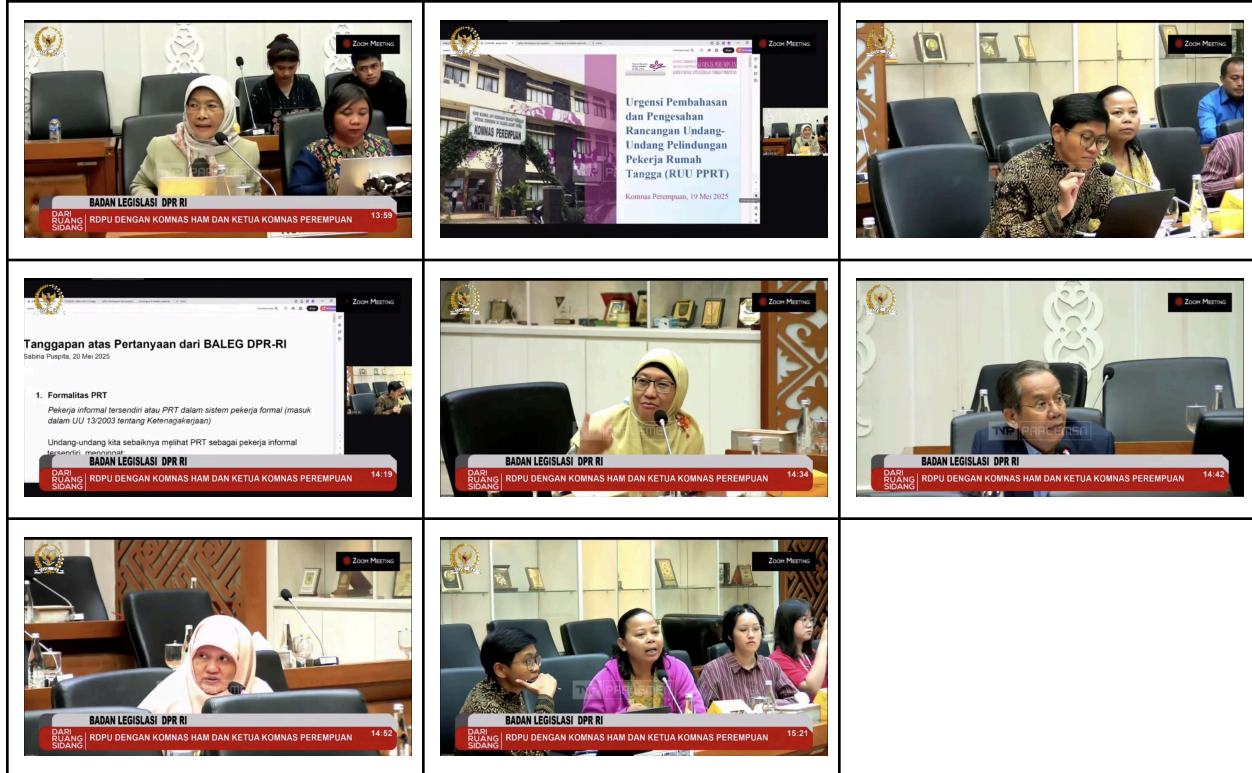 ZOOM MEETING
TVR PARLEMEN
BADAN LEGISLASI DPR RI
DARI RUANG SIDANG
RDPU DENGAN KOMNAS HAM DAN KETUA KOMNAS PEREMPUAN
13:59
ZOOM MEETING
KOMNAS PEREMPUAN
Urgensi Pembahasan
dan Pengesahan
Rancangan Undang-
Undang Pelindungan
Pekerja Rumah
Tangga (RUU PPRT)
Komnas Perempuan, 19 Mei 2025
ZOOM MEETING
ZOOM MEETING
Tanggapan atas Pertanyaan dari BALEG DPR-RI
Sabina Puspita, 20 Mei 2025
1. Formalitas PRT
Pekerja informal tersendiri atau PRT dalam sistem pekerja formal (masuk
dalam UU 13/2003 tentang Ketenagakerjaan)
Undang-undang kita sebaiknya melihat PRT sebagai pekerja informal
tersendiri, mengingat:
BADAN LEGISLASI DPR RI
DARI RUANG SIDANG
RDPU DENGAN KOMNAS HAM DAN KETUA KOMNAS PEREMPUAN
14:19
ZOOM MEETING
TVR PARLEMEN
BADAN LEGISLASI DPR RI
DARI RUANG SIDANG
RDPU DENGAN KOMNAS HAM DAN KETUA KOMNAS PEREMPUAN
14:34
ZOOM MEETING
TVR PARLEMEN
BADAN LEGISLASI DPR RI
DARI RUANG SIDANG
RDPU DENGAN KOMNAS HAM DAN KETUA KOMNAS PEREMPUAN
14:42
ZOOM MEETING
TVR PARLEMEN
BADAN LEGISLASI DPR RI
DARI RUANG SIDANG
RDPU DENGAN KOMNAS HAM DAN KETUA KOMNAS PEREMPUAN
14:52
ZOOM MEETING
TVR PARLEMEN
BADAN LEGISLASI DPR RI
DARI RUANG SIDANG
RDPU DENGAN KOMNAS HAM DAN KETUA KOMNAS PEREMPUAN
15:21